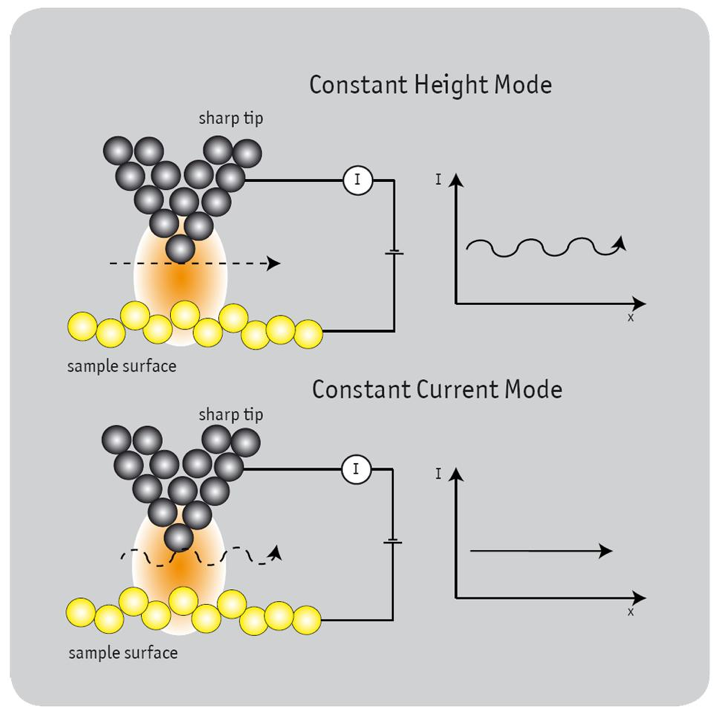 Constant Height Mode
sharp tip
I
I
x
sample surface
Constant Current Mode
sharp tip
I
I
x
sample surface